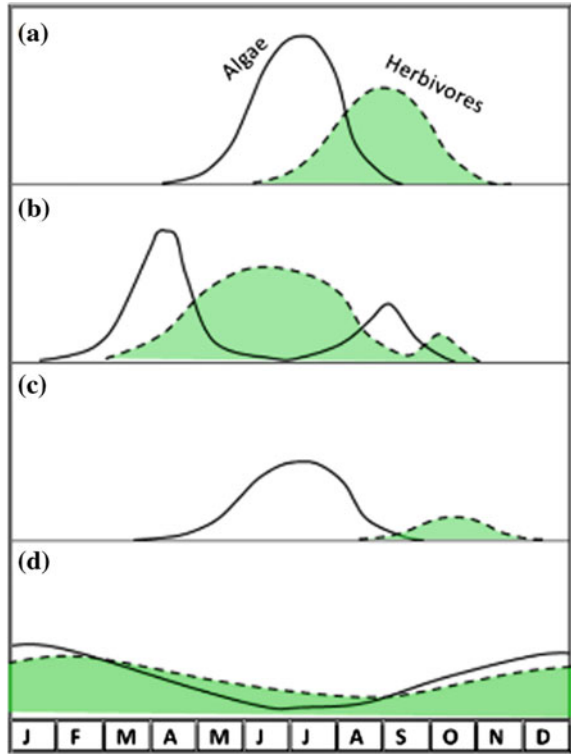 (a)
Algae
Herbivores
(b)
(c)
(d)
J F M A M J J A S O N D